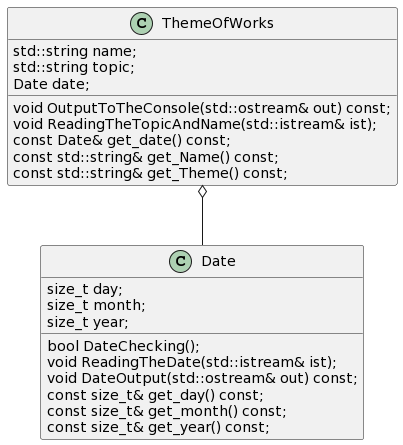 C ThemeOfWorks
std::string name;
std::string topic;
Date date;
void OutputToTheConsole(std::ostream& out) const;
void ReadingTheTopicAndName(std::istream& ist);
const Date& get_date() const;
const std::string& get_Name() const;
const std::string& get_Theme() const;
C Date
size_t day;
size_t month;
size_t year;
bool DateChecking();
void ReadingTheDate(std::istream& ist);
void DateOutput(std::ostream& out) const;
const size_t& get_day() const;
const size_t& get_month() const;
const size_t& get_year() const;